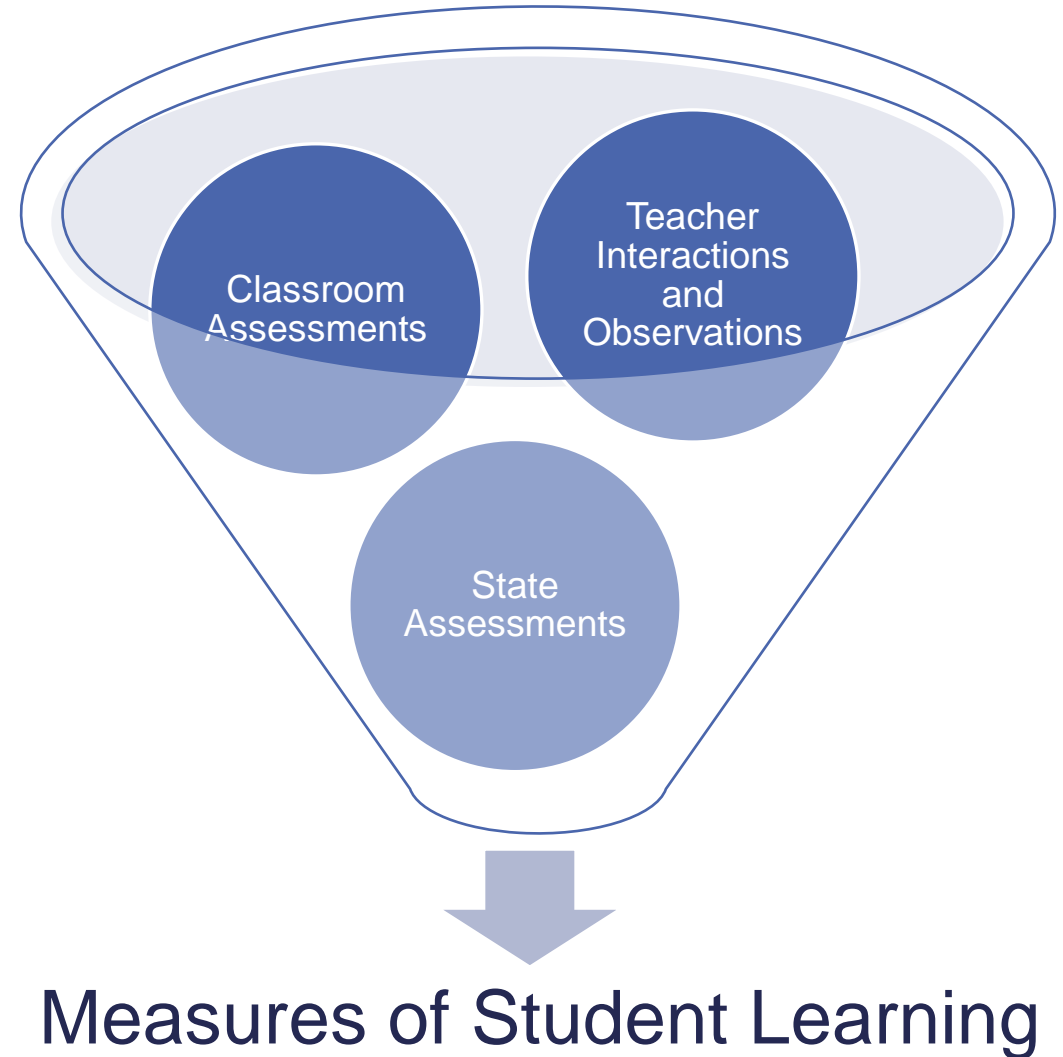 Classroom
Assessments
Teacher
Interactions
and
Observations
State
Assessments
Measures of Student Learning